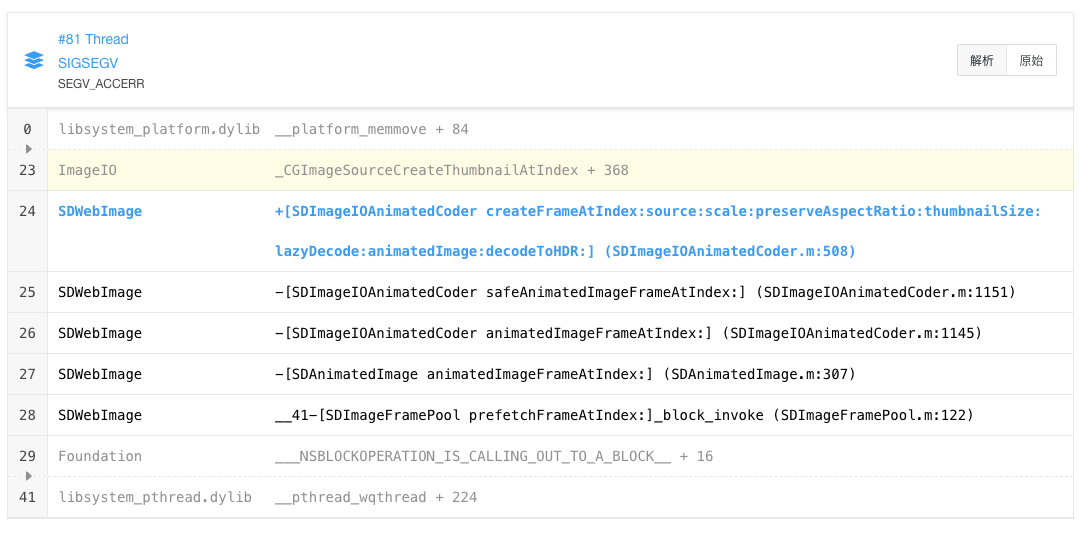 #81 Thread
SIGSEGV
SEGV_ACCERR
解析 原始
0 libsystem_platform.dylib __platform_memmove + 84
23 ImageIO _CGImageSourceCreateThumbnailAtIndex + 368
24 SDWebImage +[SDImageIOAnimatedCoder createFrameAtIndex:source:scale:preserveAspectRatio:thumbnailSize:
lazyDecode:animatedImage:decodeToHDR:] (SDImageIOAnimatedCoder.m:508)
25 SDWebImage -[SDImageIOAnimatedCoder safeAnimatedImageFrameAtIndex:] (SDImageIOAnimatedCoder.m:1151)
26 SDWebImage -[SDImageIOAnimatedCoder animatedImageFrameAtIndex:] (SDImageIOAnimatedCoder.m:1145)
27 SDWebImage -[SDAnimatedImage animatedImageFrameAtIndex:] (SDAnimatedImage.m:307)
28 SDWebImage __41-[SDImageFramePool prefetchFrameAtIndex:]_block_invoke (SDImageFramePool.m:122)
29 Foundation ___NSBLOCKOPERATION_IS_CALLING_OUT_TO_A_BLOCK__ + 16
41 libsystem_pthread.dylib __pthread_wqthread + 224